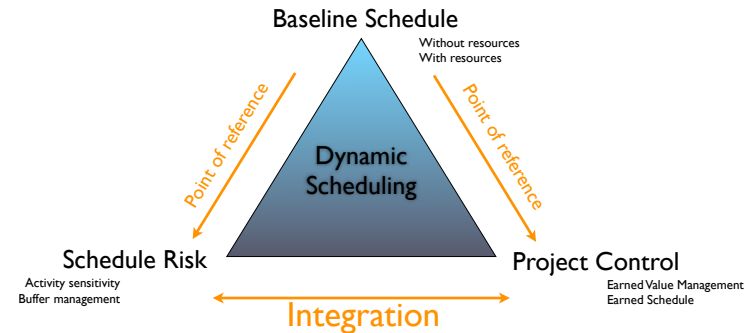 Baseline Schedule
Without resources
With resources
Point of reference
Point of reference
Dynamic
Scheduling
Schedule Risk
Activity sensitivity
Buffer management
Project Control
Earned Value Management
Earned Schedule
Integration